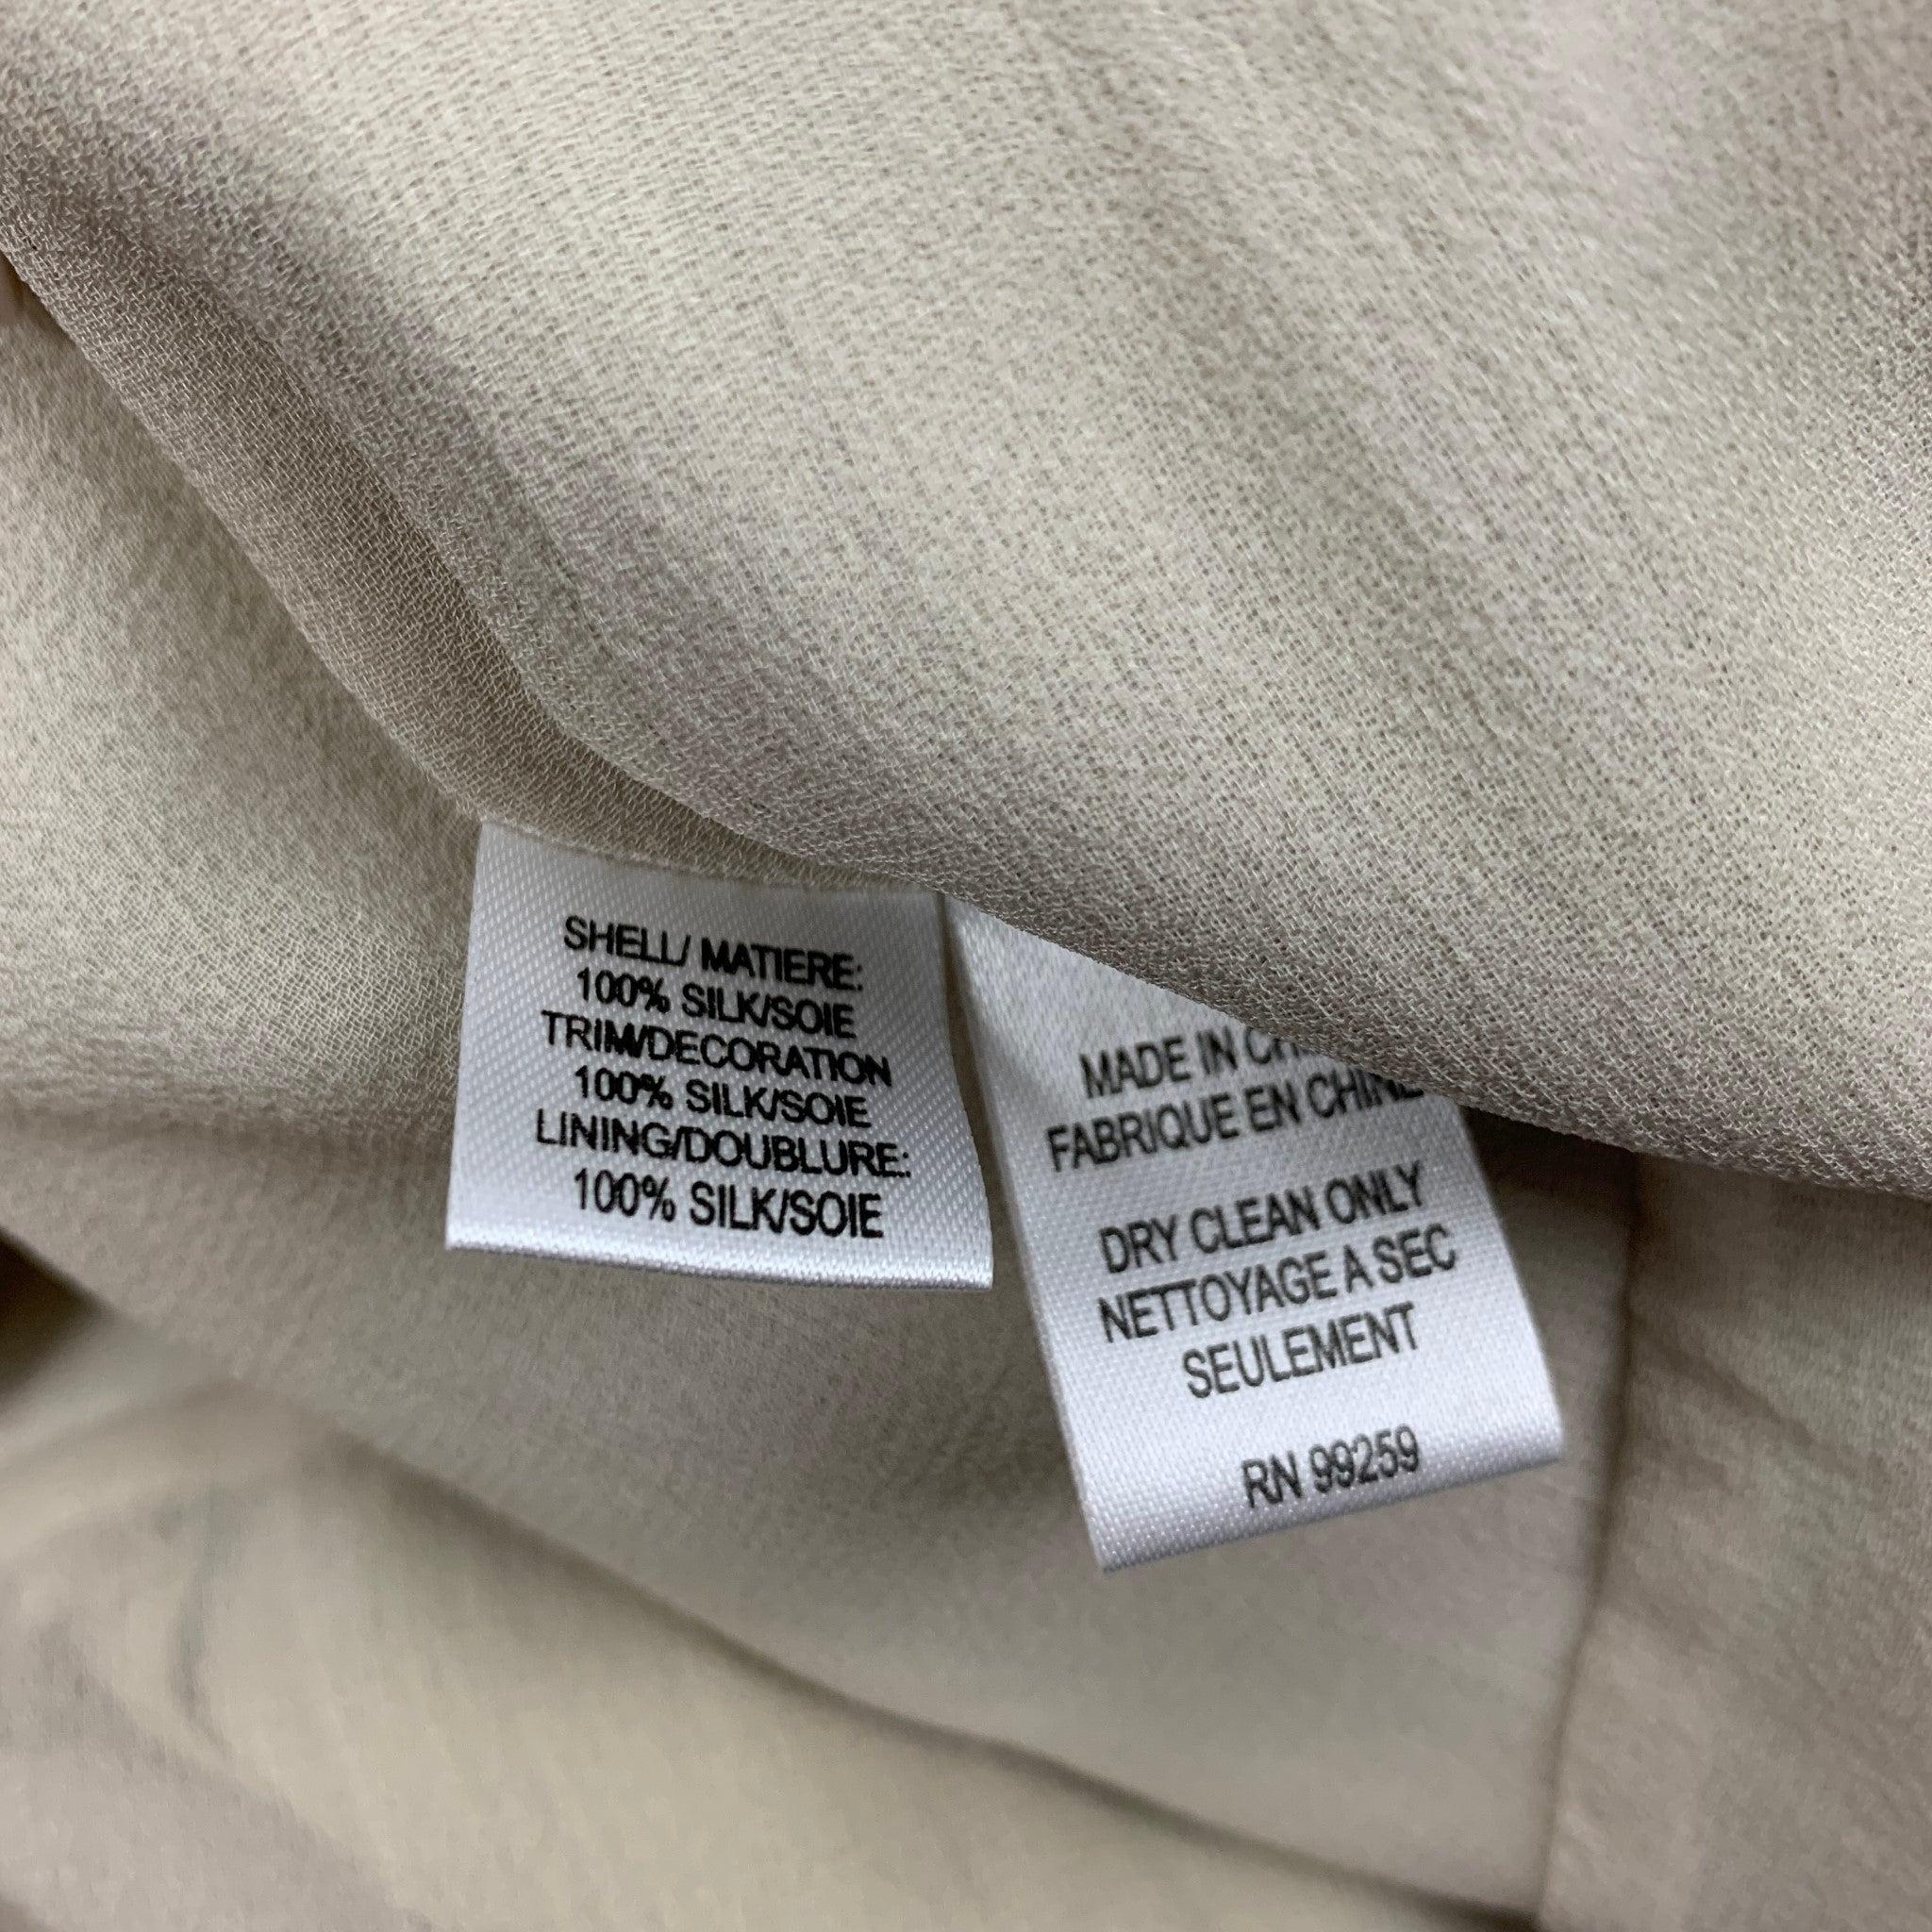 SHELL/ MATIERE:
100% SILK/SOIE
TRIM/DECORATION
100% SILK/SOIE
LINING/DOUBLURE:
100% SILK/SOIE
MADE IN
FABRIQUE EN CHINE
DRY CLEAN ONLY
NETTOYAGE A SEC
SEULEMENT
RN 99259